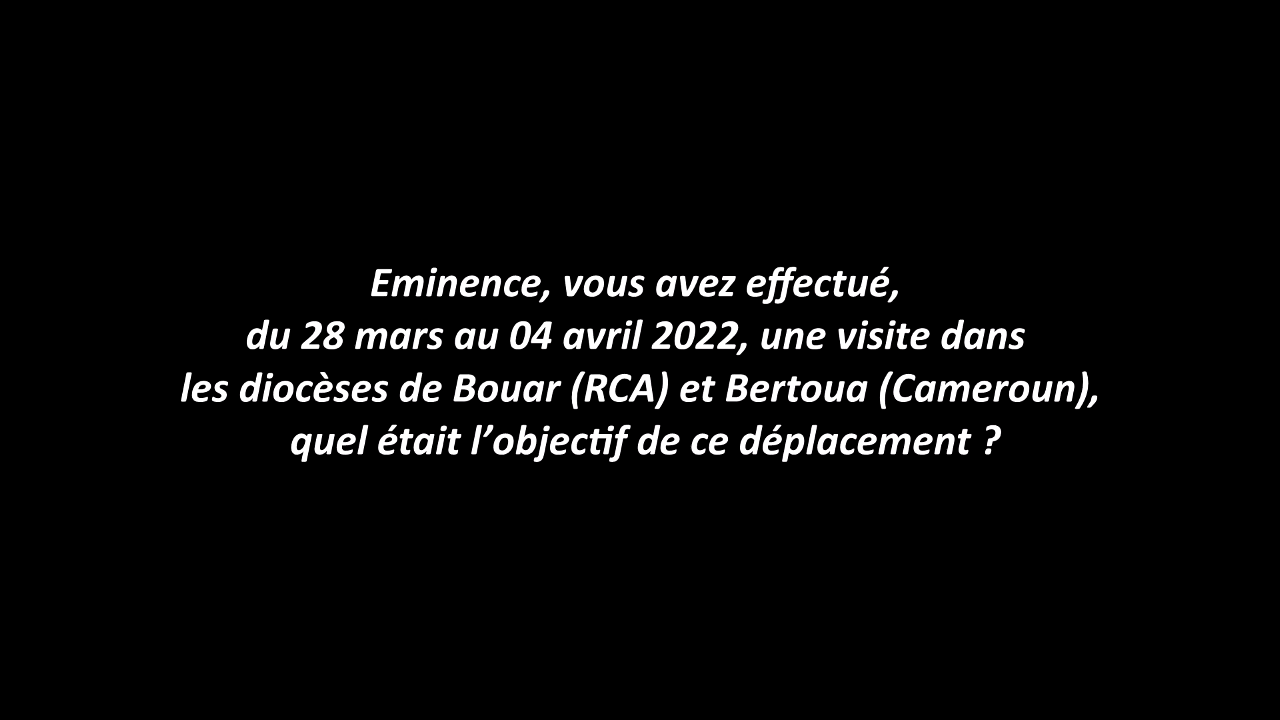 Eminence, vous avez effectué,
du 28 mars au 04 avril 2022, une visite dans
les diocèses de Bouar (RCA) et Bertoua (Cameroun),
quel était l’objectif de ce déplacement ?